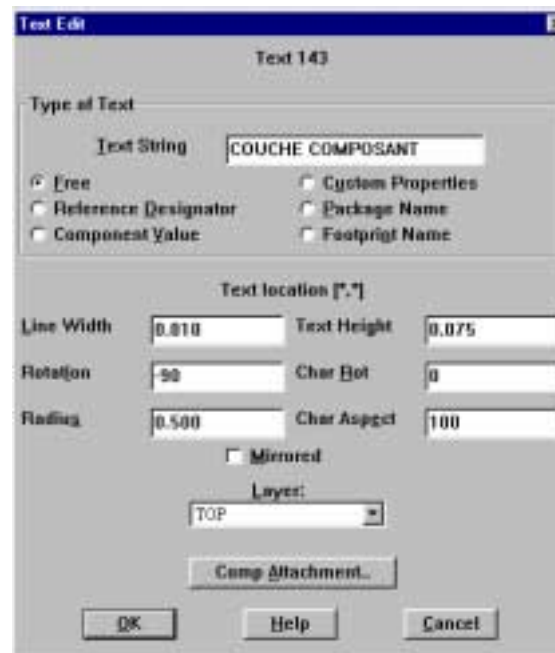 Text Edit
Text 143
Type of Text
Text String COUCHE COMPOSANT
Free Custom Properties
Reference Designator Package Name
Component Value Footprint Name
Text location [","]
Line Width 0.010 Text Height 0.075
Rotation -90 Char Rot 0
Radius 0.500 Char Aspect 100
Mirrored
Layer:
TOP
Comp Attachment..
OK Help Cancel